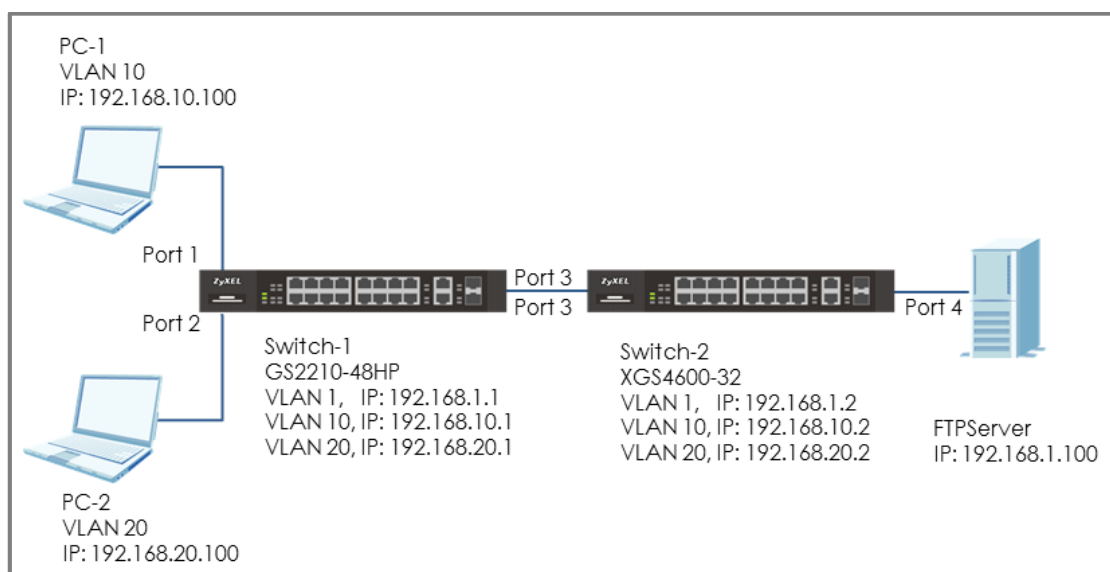 PC-1
VLAN 10
IP: 192.168.10.100
Port 1
Port 2
ZyXEL
Port 3
Port 3
ZyXEL
Port 4
Switch-1
GS2210-48HP
VLAN 1, IP: 192.168.1.1
VLAN 10, IP: 192.168.10.1
VLAN 20, IP: 192.168.20.1
Switch-2
XGS4600-32
VLAN 1, IP: 192.168.1.2
VLAN 10, IP: 192.168.10.2
VLAN 20, IP: 192.168.20.2
FTPServer
IP: 192.168.1.100
PC-2
VLAN 20
IP: 192.168.20.100